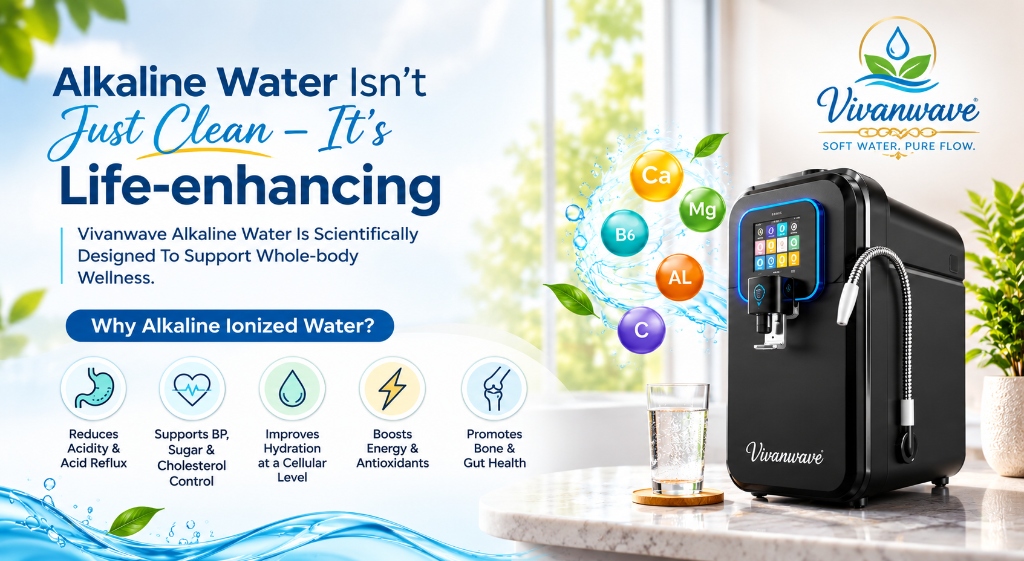 Alkaline Water Isn't
Just Clean – It's
Life-enhancing
Vivanwave Alkaline Water Is Scientifically
Designed To Support Whole-body
Wellness.
Why Alkaline Ionized Water?
Reduces
Acidity &
Acid Reflux
Supports BP,
Sugar &
Cholesterol
Control
Improves
Hydration
at a Cellular
Level
Boosts
Energy &
Antioxidants
Promotes
Bone &
Gut Health
Ca
Mg
B6
AL
C
Vivanwave®
SOFT WATER. PURE FLOW.
Vivanwave